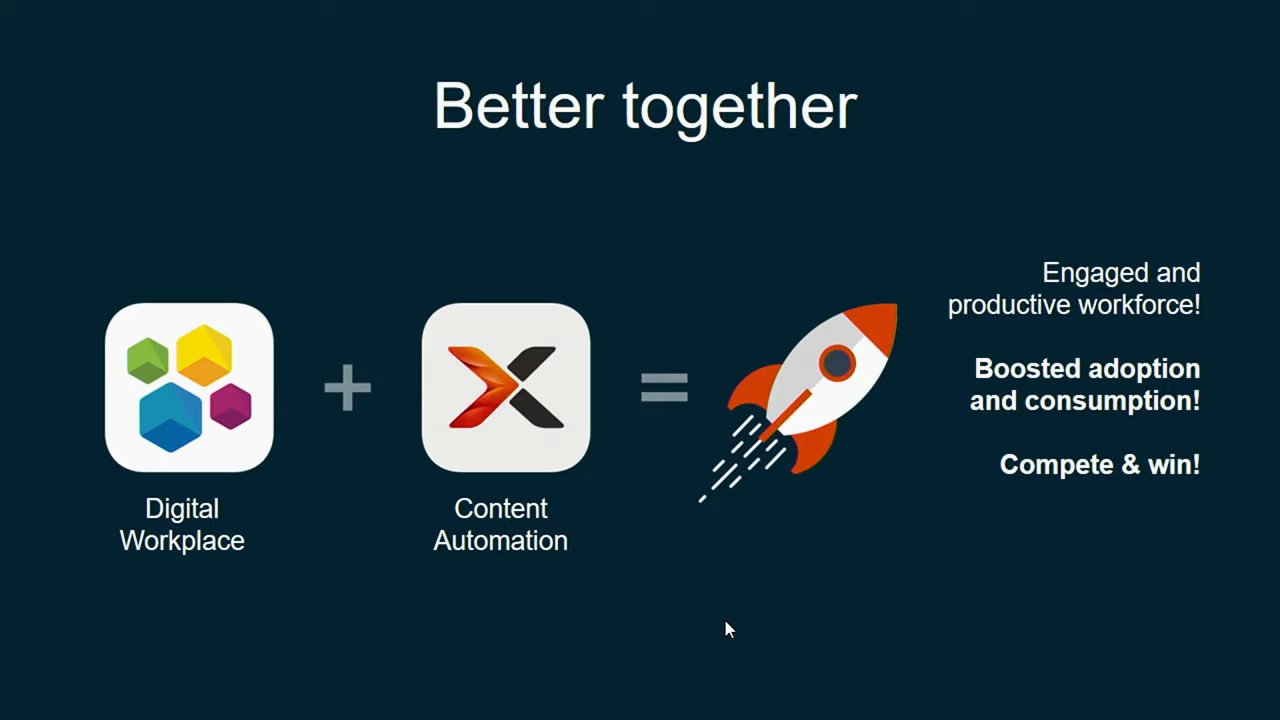 Better together
Digital
Workplace
+
Content
Automation
=
Engaged and
productive workforce!
Boosted adoption
and consumption!
Compete & win!